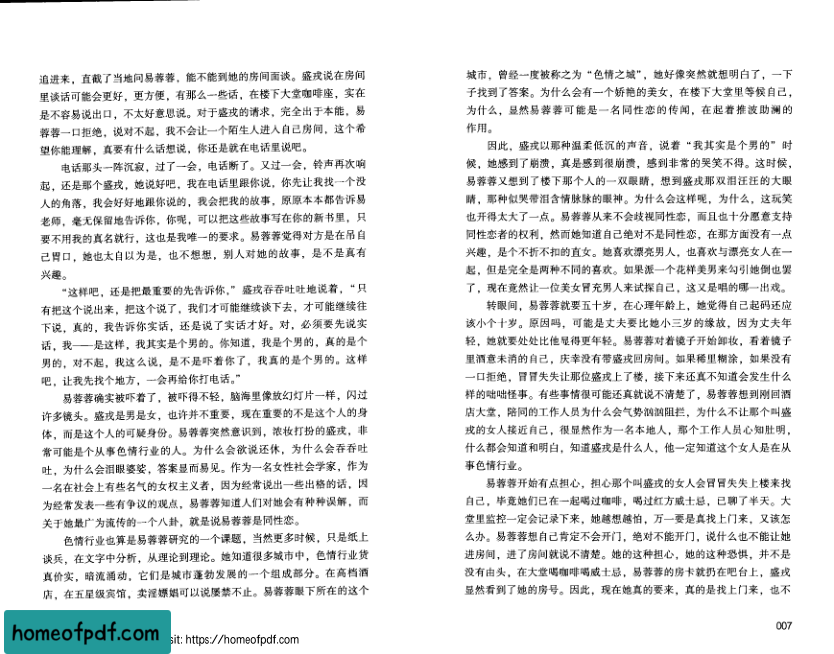 追进来，直截了当地问易蓉蓉，能不能到她的房间面谈。盛戎说在房间
里谈话可能会更好，更方便，有那么一些话，在楼下大堂咖啡座，实在
是不容易说出口，不太好意思说。对于盛戎的请求，完全出于本能，易
蓉蓉一口拒绝，说对不起，我不会让一个陌生人进入自己房间，这个希
望你能理解，真要有什么话想说，你还是就在电话里说吧。
电话那头一阵沉寂，过了一会，电话断了。又过一会，铃声再次响
起，还是那个盛戎，她说好吧，我在电话里跟你说，你先让我找一个没
人的角落，我会好好地跟你说的，我会把我的故事，原原本本都告诉易
老师，毫无保留地告诉你，你呢，可以把这些故事写在你的新书里，只
要不用我的真名就行，这也是我唯一的要求。易蓉蓉觉得对方是在吊自
己胃口，她也太自以为是，也不想想，别人对她的故事，是不是真有
兴趣。
“这样吧，还是把最重要的先告诉你。”盛戎吞吞吐吐地说着，“只
有把这个说出来，把这个说了，我们才可能继续谈下去，才可能继续往
下说，真的，我告诉你实话，还是说了实话才好。对，必须要先说实
话，我——是这样，我其实是个男的。你知道，我是个男的，真的是个
男的，对不起，我这么说，是不是吓着你了，我真的是个男的。这样
吧，让我先找个地方，一会再给你打电话。”
易蓉蓉确实被吓着了，被吓得不轻，脑海里像放幻灯片一样，闪过
许多镜头。盛戎是男是女，也许并不重要，现在重要的不是这个人的身
体，而是这个人的可疑身份。易蓉蓉突然意识到，浓妆打扮的盛戎，非
常可能是个从事色情行业的人。为什么会欲说还休，为什么会吞吞吐
吐，为什么会泪眼婆娑，答案显而易见。作为一名女性社会学家，作为
一名在社会上有些名气的女权主义者，因为经常说出一些出格的话，因
为经常发表一些有争议的观点，易蓉蓉知道人们对她会有种种误解，而
关于她最广为流传的一个八卦，就是说易蓉蓉是同性恋。
色情行业也算是易蓉蓉研究的一个课题，当然更多时候，只是纸上
谈兵，在文字中分析，从理论到理论。她知道很多城市中，色情行业货
真价实，暗流涌动，它们是城市蓬勃发展的一个组成部分。在高档酒
店，在五星级宾馆，卖淫嫖娼可以说屡禁不止。易蓉蓉眼下所在的这个
城市，曾经一度被称之为“色情之城”，她好像突然就想明白了，一下
子找到了答案。为什么会有一个娇艳的美女，在楼下大堂里等候自己，
为什么，显然易蓉蓉可能是一名同性恋的传闻，在起着推波助澜的
作用。
因此，盛戎以那种温柔低沉的声音，说着“我其实是个男的”时
候，她感到了崩溃，真是感到很崩溃，感到非常的哭笑不得。这时候，
易蓉蓉又想到了楼下那个人的一双眼睛，想到盛戎那双泪汪汪的大眼
睛，那种似哭带泪含情脉脉的眼神。为什么会这样呢，为什么，这玩笑
也开得太大了一点。易蓉蓉从来不会歧视同性恋，而且也十分愿意支持
同性恋者的权利，然而她知道自己绝对不是同性恋，在那方面没有一点
兴趣，是个不折不扣的直女。她喜欢漂亮男人，也喜欢与漂亮女人在一
起，但是完全是两种不同的喜欢。如果派一个花样美男来勾引她倒也罢
了，现在竟然让一位美女冒充男人来试探自己，这又是唱的哪一出戏。
转眼间，易蓉蓉就要五十岁，在心理年龄上，她觉得自己起码还应
该小个十岁。原因吗，可能是丈夫要比她小三岁的缘故，因为丈夫年
轻，她就要处处比他显得更年轻。易蓉蓉对着镜子开始卸妆，看着镜子
里酒意未消的自己，庆幸没有带盛戎回房间。如果稀里糊涂，如果没有
一口拒绝，冒冒失失让那位盛戎上了楼，接下来还真不知道会发生什么
样的咄咄怪事。有些事情很可能还真就说不清楚了，易蓉蓉想到刚回酒
店大堂，陪同的工作人员为什么会气势汹汹阻拦，为什么不让那个叫盛
戎的女人接近自己，很显然作为一名本地人，那个工作人员心知肚明，
什么都会知道和明白，知道盛戎是什么人，他一定知道这个女人是在从
事色情行业。
易蓉蓉开始有点担心，担心那个叫盛戎的女人会冒冒失失上楼来找
自己，毕竟她们已在一起喝过咖啡，喝过红方威士忌，已聊了半天。大
堂里监控一定会记录下来，她越想越怕，万一要是真找上门来，又该怎
么办。易蓉蓉想自己肯定不会开门，绝对不能开门，说什么也不能让她
进房间，进了房间就说不清楚。她的这种担心，她的这种恐惧，并不是
没有由头，在大堂喝咖啡喝威士忌，易蓉蓉的房卡就扔在吧台上，盛戎
显然看到了她的房号。因此，现在她真的要来，真的是找上门来，也不
007
homeofpdf.com
sit: https://homeofpdf.com